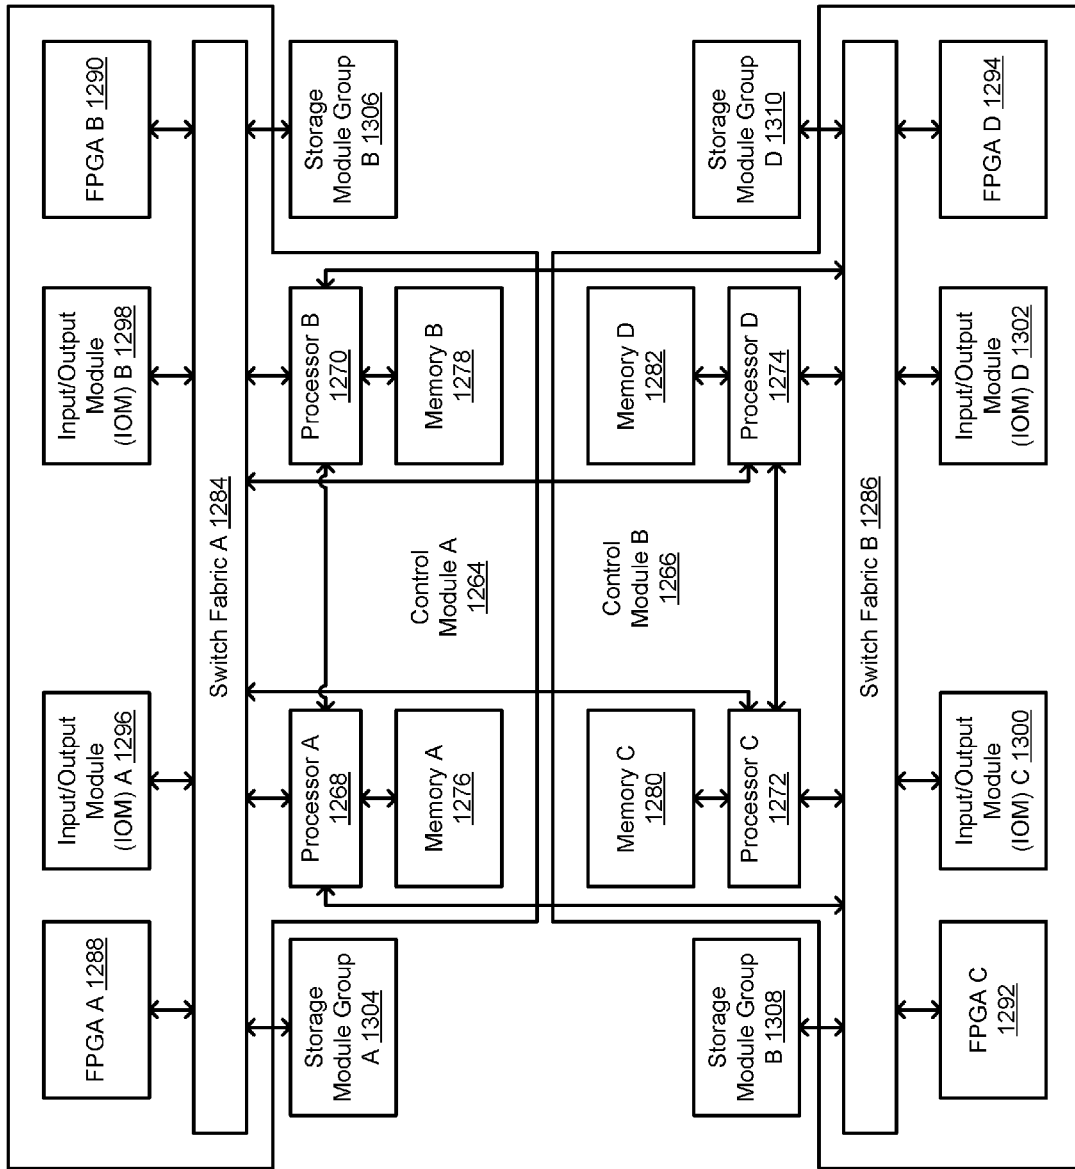 FPGA A 1288
Input/Output
Module
(IOM) A 1296
Input/Output
Module
(IOM) B 1298
FPGA B 1290
Switch Fabric A 1284
Storage
Module Group
A 1304
Processor A
1268
Processor B
1270
Storage
Module Group
B 1306
Memory A
1276
Control
Module A
1264
Memory B
1278
Memory C
1280
Control
Module B
1266
Memory D
1282
Storage
Module Group
B 1308
Processor C
1272
Processor D
1274
Storage
Module Group
D 1310
Switch Fabric B 1286
FPGA C
1292
Input/Output
Module
(IOM) C 1300
Input/Output
Module
(IOM) D 1302
FPGA D 1294